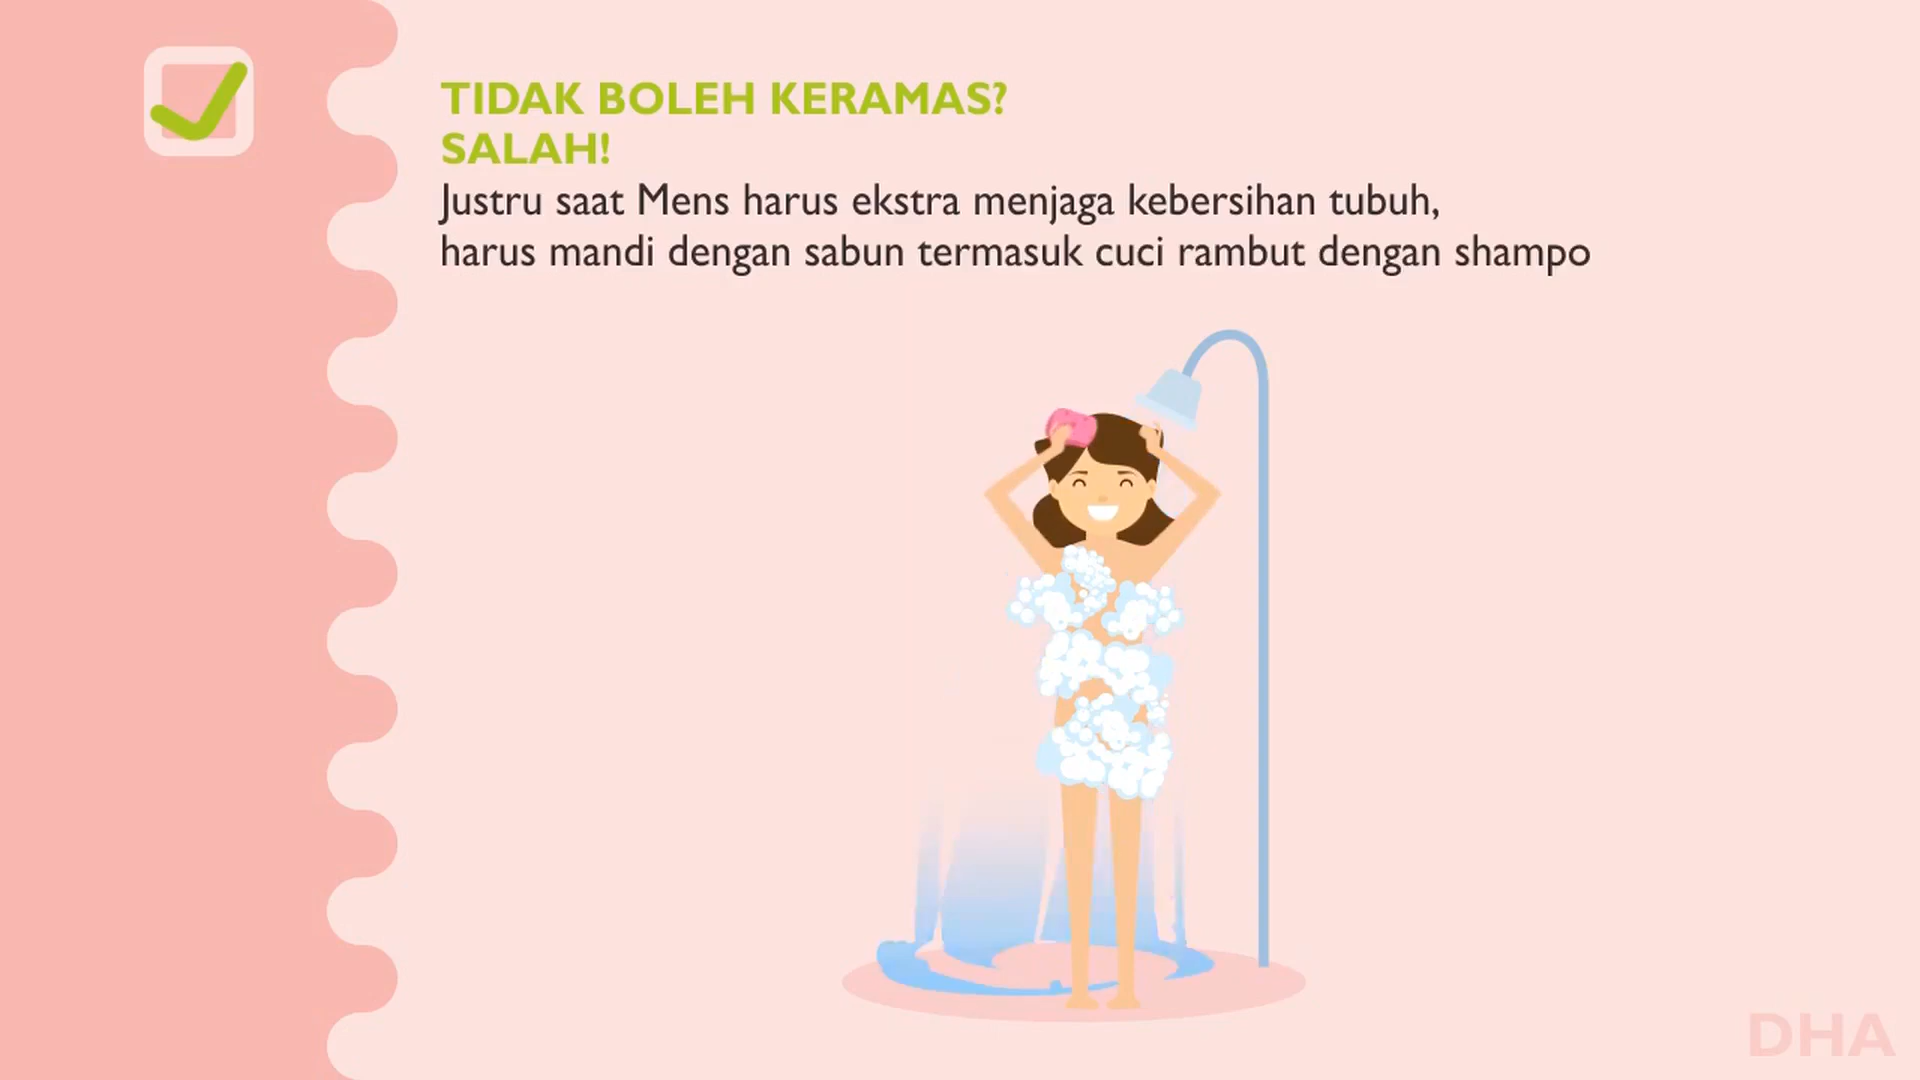 TIDAK BOLEH KERAMAS?
SALAH!
Justru saat Mens harus ekstra menjaga kebersihan tubuh,
harus mandi dengan sabun termasuk cuci rambut dengan shampo
DHA